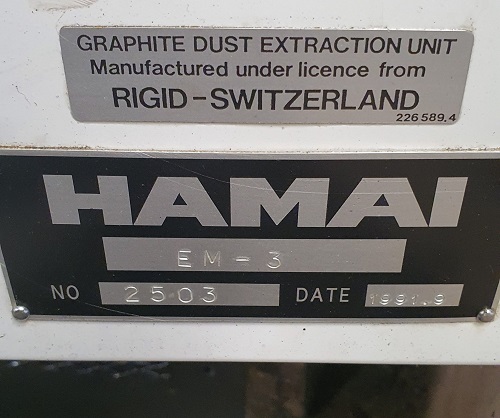 GRAPHITE DUST EXTRACTION UNIT
Manufactured under licence from
RIGID-SWITZERLAND
226 589.4
HAMAI
EM-3
NO 2503 DATE 1991.9